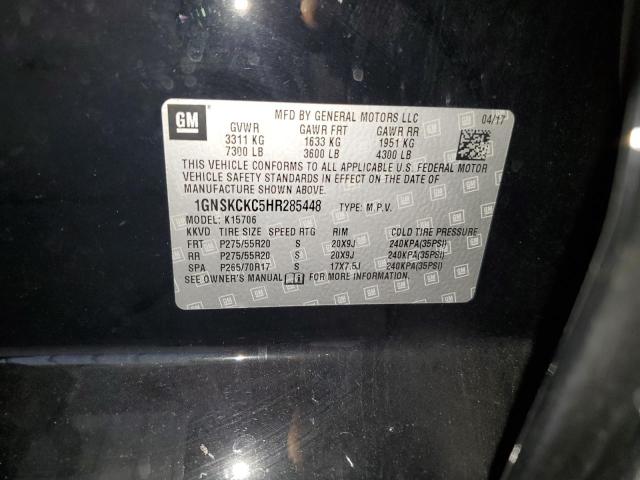 GM
MFD BY GENERAL MOTORS LLC 04/17
GVWR GAWR FRT GAWR RR
3311 KG 1633 KG 1951 KG
7300 LB 3600 LB 4300 LB
THIS VEHICLE CONFORMS TO ALL APPLICABLE U.S. FEDERAL MOTOR
VEHICLE SAFETY STANDARDS IN EFFECT ON THE DATE OF
MANUFACTURE SHOWN ABOVE.
1GNSKCKC5HR285448 TYPE: M.P.V.
MODEL: K15706
KKVD TIRE SIZE SPEED RTG RIM COLD TIRE PRESSURE
FRT P275/55R20 S 20X9J 240KPA(35PSI)
RR P275/55R20 S 20X9J 240KPA(35PSI)
SPA P265/70R17 S 17X7.5J 240KPA(35PSI)
SEE OWNER'S MANUAL FOR MORE INFORMATION.